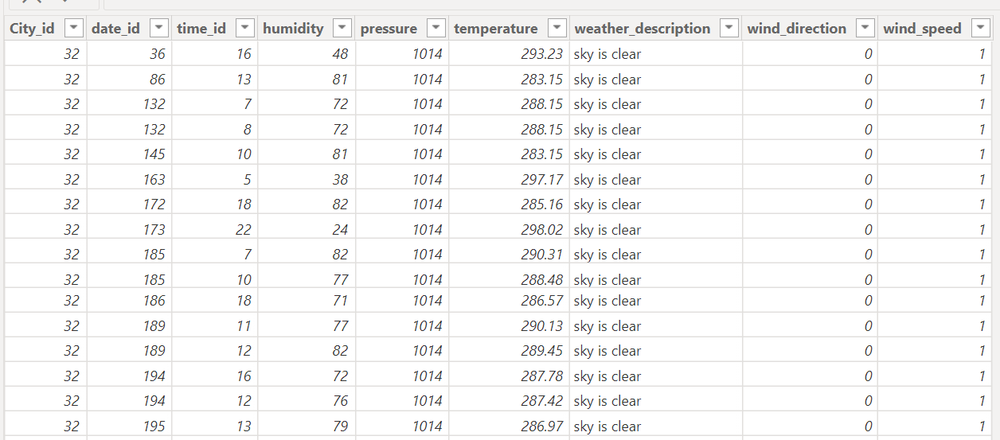 City_id date_id time_id humidity pressure temperature weather_description wind_direction wind_speed
32 36 16 48 1014 293.23 sky is clear 0 1
32 86 13 81 1014 283.15 sky is clear 0 1
32 132 7 72 1014 288.15 sky is clear 0 1
32 132 8 72 1014 288.15 sky is clear 0 1
32 145 10 81 1014 283.15 sky is clear 0 1
32 163 5 38 1014 297.17 sky is clear 0 1
32 172 18 82 1014 285.16 sky is clear 0 1
32 173 22 24 1014 298.02 sky is clear 0 1
32 185 7 82 1014 290.31 sky is clear 0 1
32 185 10 77 1014 288.48 sky is clear 0 1
32 186 18 71 1014 286.57 sky is clear 0 1
32 189 11 77 1014 290.13 sky is clear 0 1
32 189 12 82 1014 289.45 sky is clear 0 1
32 194 16 72 1014 287.78 sky is clear 0 1
32 194 12 76 1014 287.42 sky is clear 0 1
32 195 13 79 1014 286.97 sky is clear 0 1